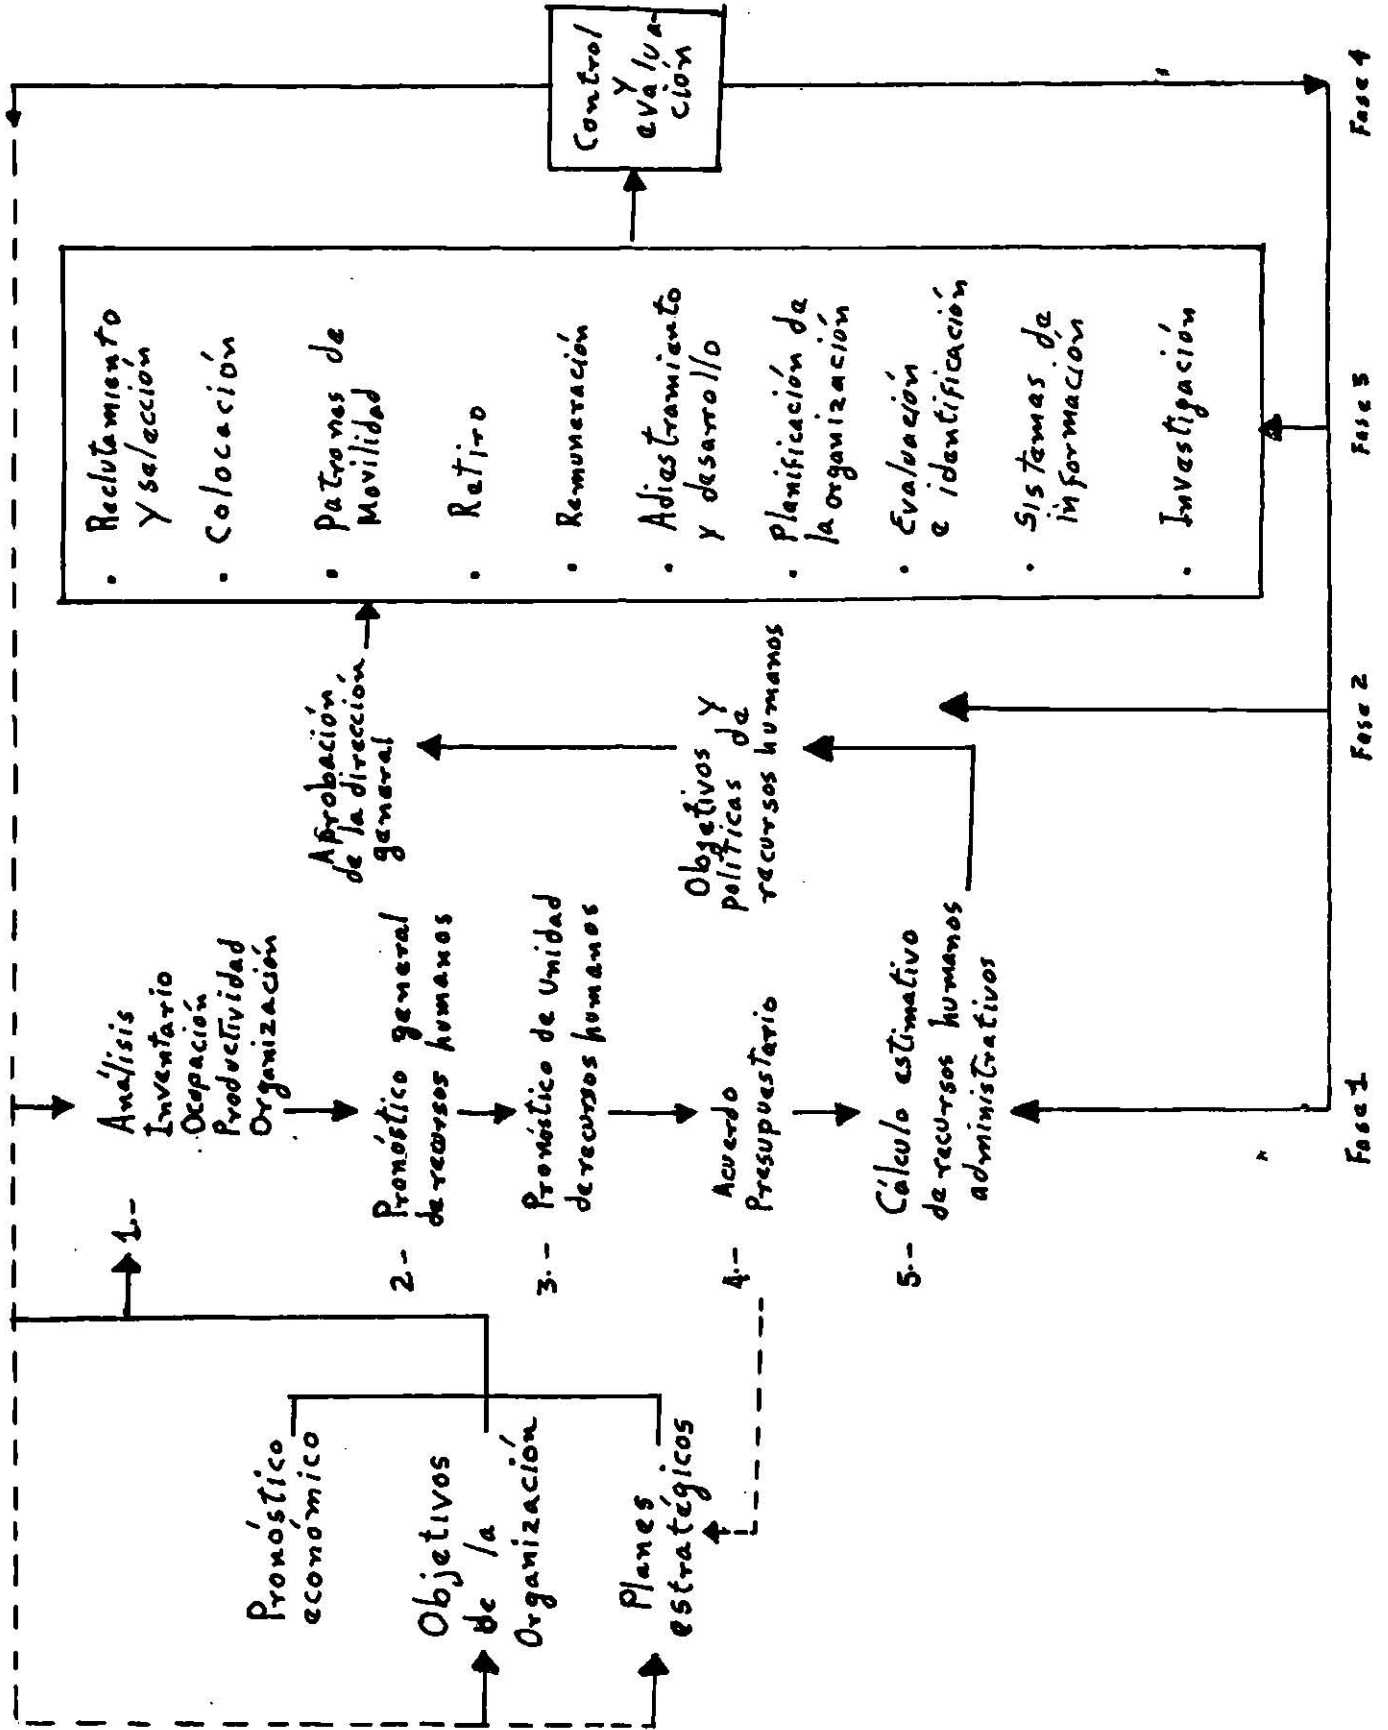 Pronóstico
económico
Objetivos
de la
Organización
Planes
estratégicos
1.-
Análisis
Inventario
Ocupación
Productividad
Organización
2.- Pronóstico general
de recursos humanos
3.- Pronóstico de Unidad
de recursos humanos
4.- Acuerdo
Presupuestario
5.- Cálculo estimativo
de recursos humanos
administrativos
Aprobación
de la dirección
general
Obgetivos y
políticas de
recursos humanos
• Reclutamiento
y selección
• Colocación
• Patrones de
Movilidad
• Retiro
• Remuneración
• Adiestramiento
y desarrollo
• planificación de
la organización
• Evaluación
e identificación
• Sistemas de
información
• Investigación
Control
y
evalua-
ción
Fase 1
Fase 2
Fase 3
Fase 4